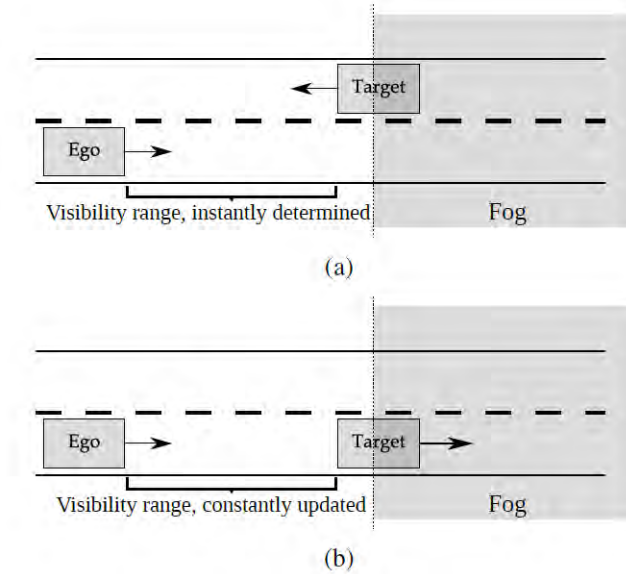 Target
Ego
Visibility range, instantly determined
Fog
(a)
Ego
Target
Visibility range, constantly updated
Fog
(b)